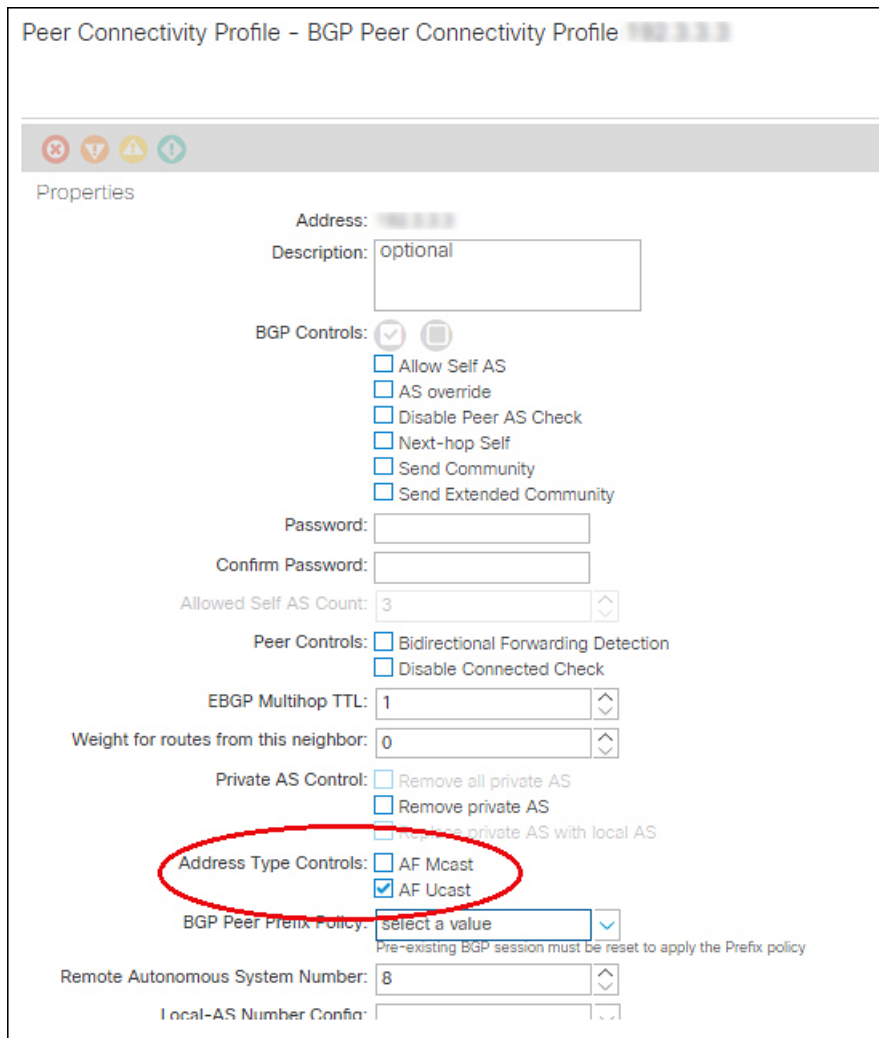 Peer Connectivity Profile - BGP Peer Connectivity Profile
Properties
Address:
Description: optional
BGP Controls:
Allow Self AS
AS override
Disable Peer AS Check
Next-hop Self
Send Community
Send Extended Community
Password:
Confirm Password:
Allowed Self AS Count: 3
Peer Controls: Bidirectional Forwarding Detection
Disable Connected Check
EBGP Multihop TTL: 1
Weight for routes from this neighbor: 0
Private AS Control: Remove all private AS
Remove private AS
Replace private AS with local AS
Address Type Controls: AF Mcast
AF Ucast
BGP Peer Prefix Policy: select a value
Pre-existing BGP session must be reset to apply the Prefix policy
Remote Autonomous System Number: 8
Local-AS Number Config: